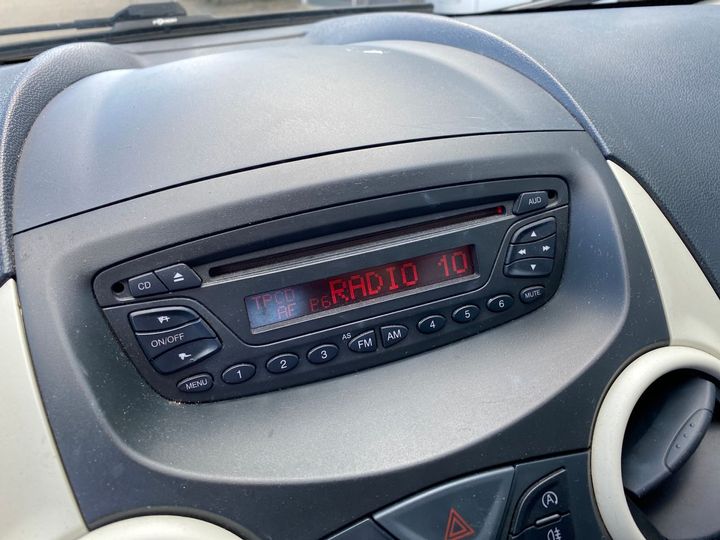 AUD
CD
TPCD RADIO 10
AF P6
ON/OFF
MENU 1 2 3 AS FM AM 4 5 6 MUTE
A